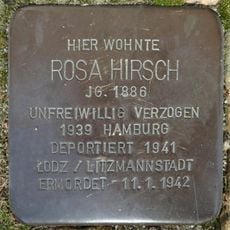 HIER WOHNTE
ROSA HIRSCH
JG. 1886
UNFREIWILLIG VERZOGEN
1939 HAMBURG
DEPORTIERT 1941
ŁODZ / LITZMANNSTADT
ERMORDET 11.1.1942